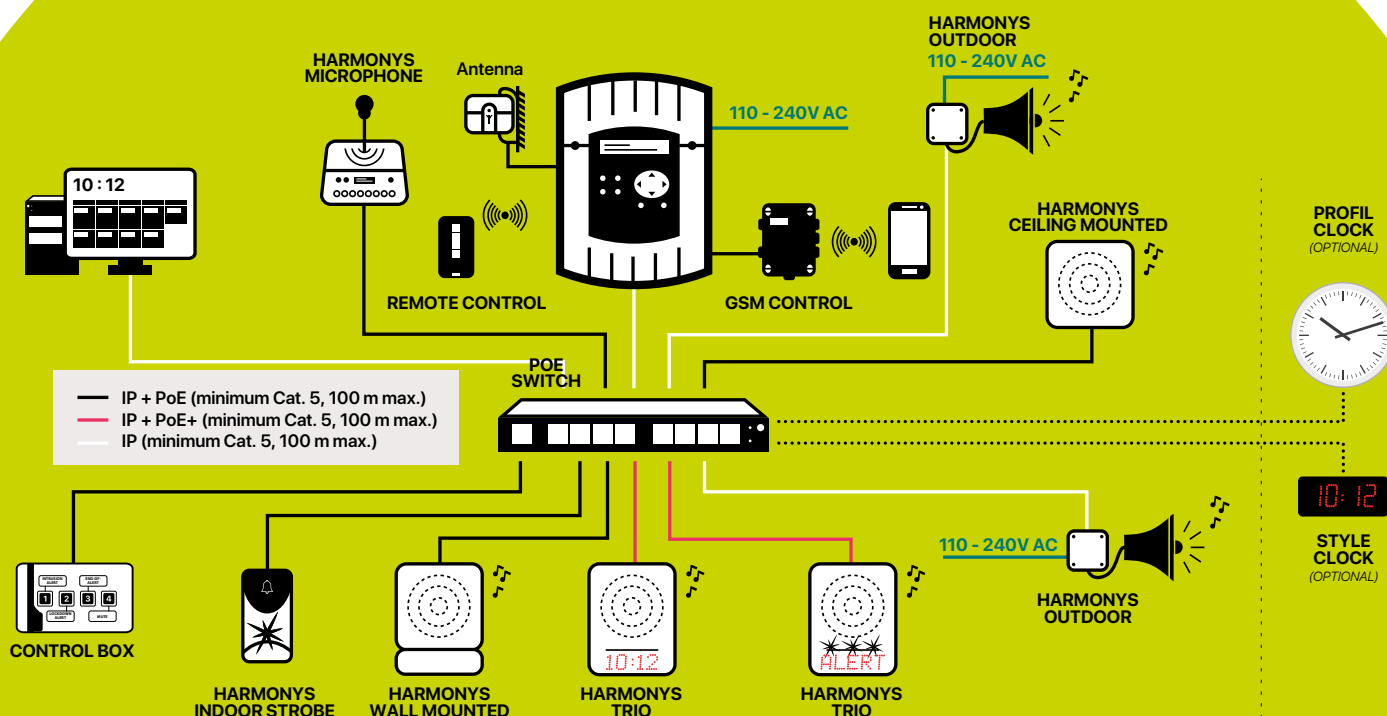 HARMONYS
OUTDOOR
110 - 240V AC
HARMONYS
MICROPHONE
Antenna
110 - 240V AC
10:12
HARMONYS
CEILING MOUNTED
PROFIL
CLOCK
(OPTIONAL)
REMOTE CONTROL
GSM CONTROL
POE
SWITCH
IP + PoE (minimum Cat. 5, 100 m max.)
IP + PoE+ (minimum Cat. 5, 100 m max.)
IP (minimum Cat. 5, 100 m max.)
10:12
STYLE
CLOCK
(OPTIONAL)
110 - 240V AC
HARMONYS
OUTDOOR
INTRUSION
ALERT
END-OF-
ALERT
1 2 3 4
LOCKDOWN
ALERT
MUTE
CONTROL BOX
10:12
ALERT
HARMONYS
INDOOR STROBE
HARMONYS
WALL MOUNTED
HARMONYS
TRIO
HARMONYS
TRIO